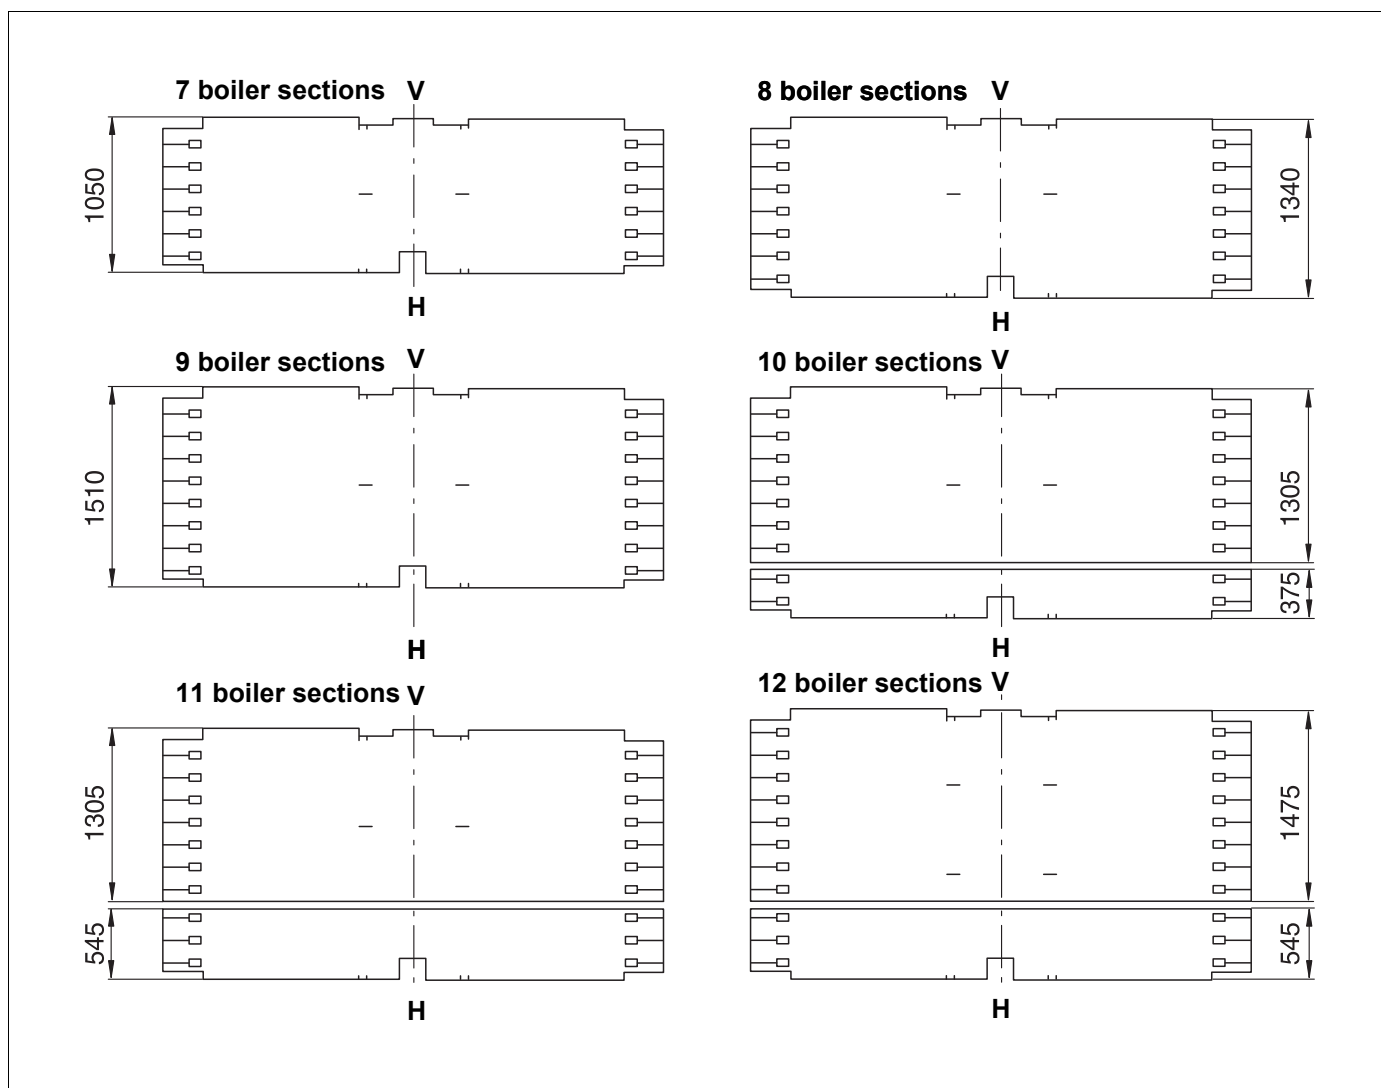 7 boiler sections V
1050
H
8 boiler sections V
1340
H
9 boiler sections V
1510
H
10 boiler sections V
1305
375
H
11 boiler sections V
1305
545
H
12 boiler sections V
1475
545
H